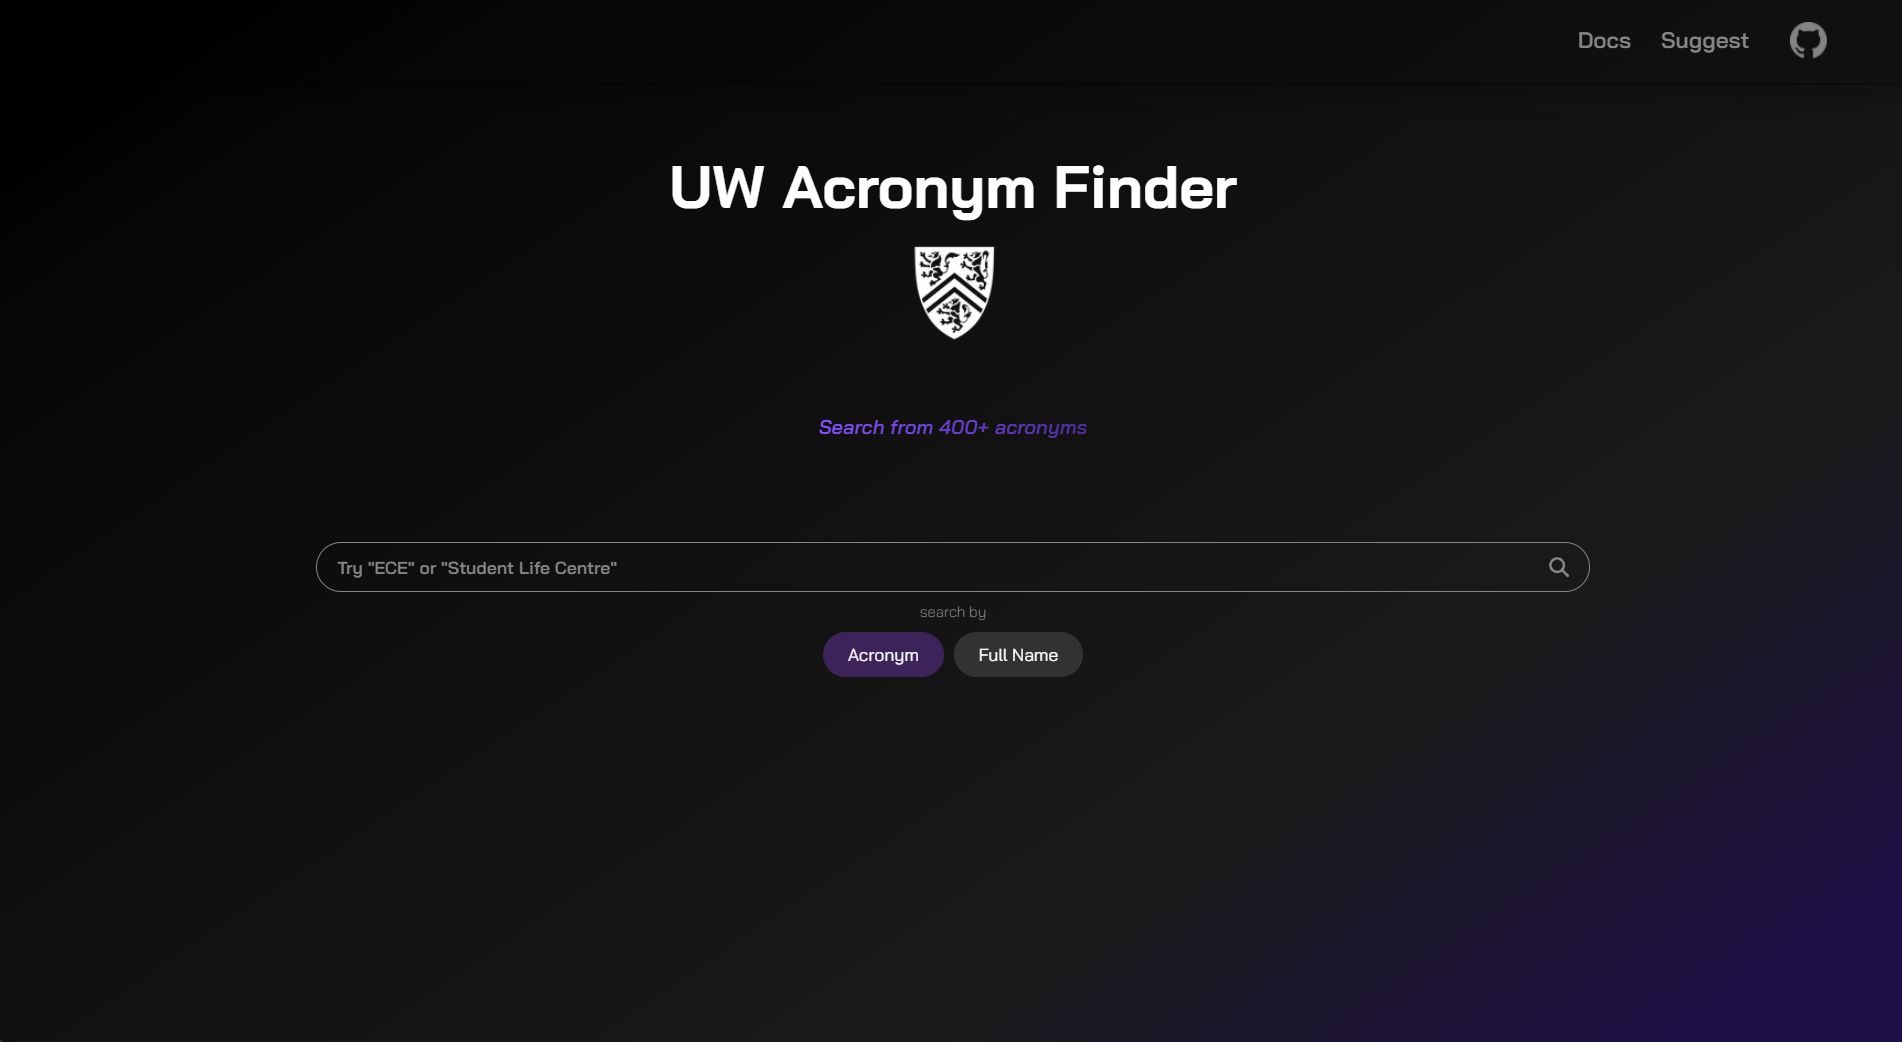 Docs Suggest
UW Acronym Finder
Search from 400+ acronyms
Try "ECE" or "Student Life Centre"
search by
Acronym Full Name